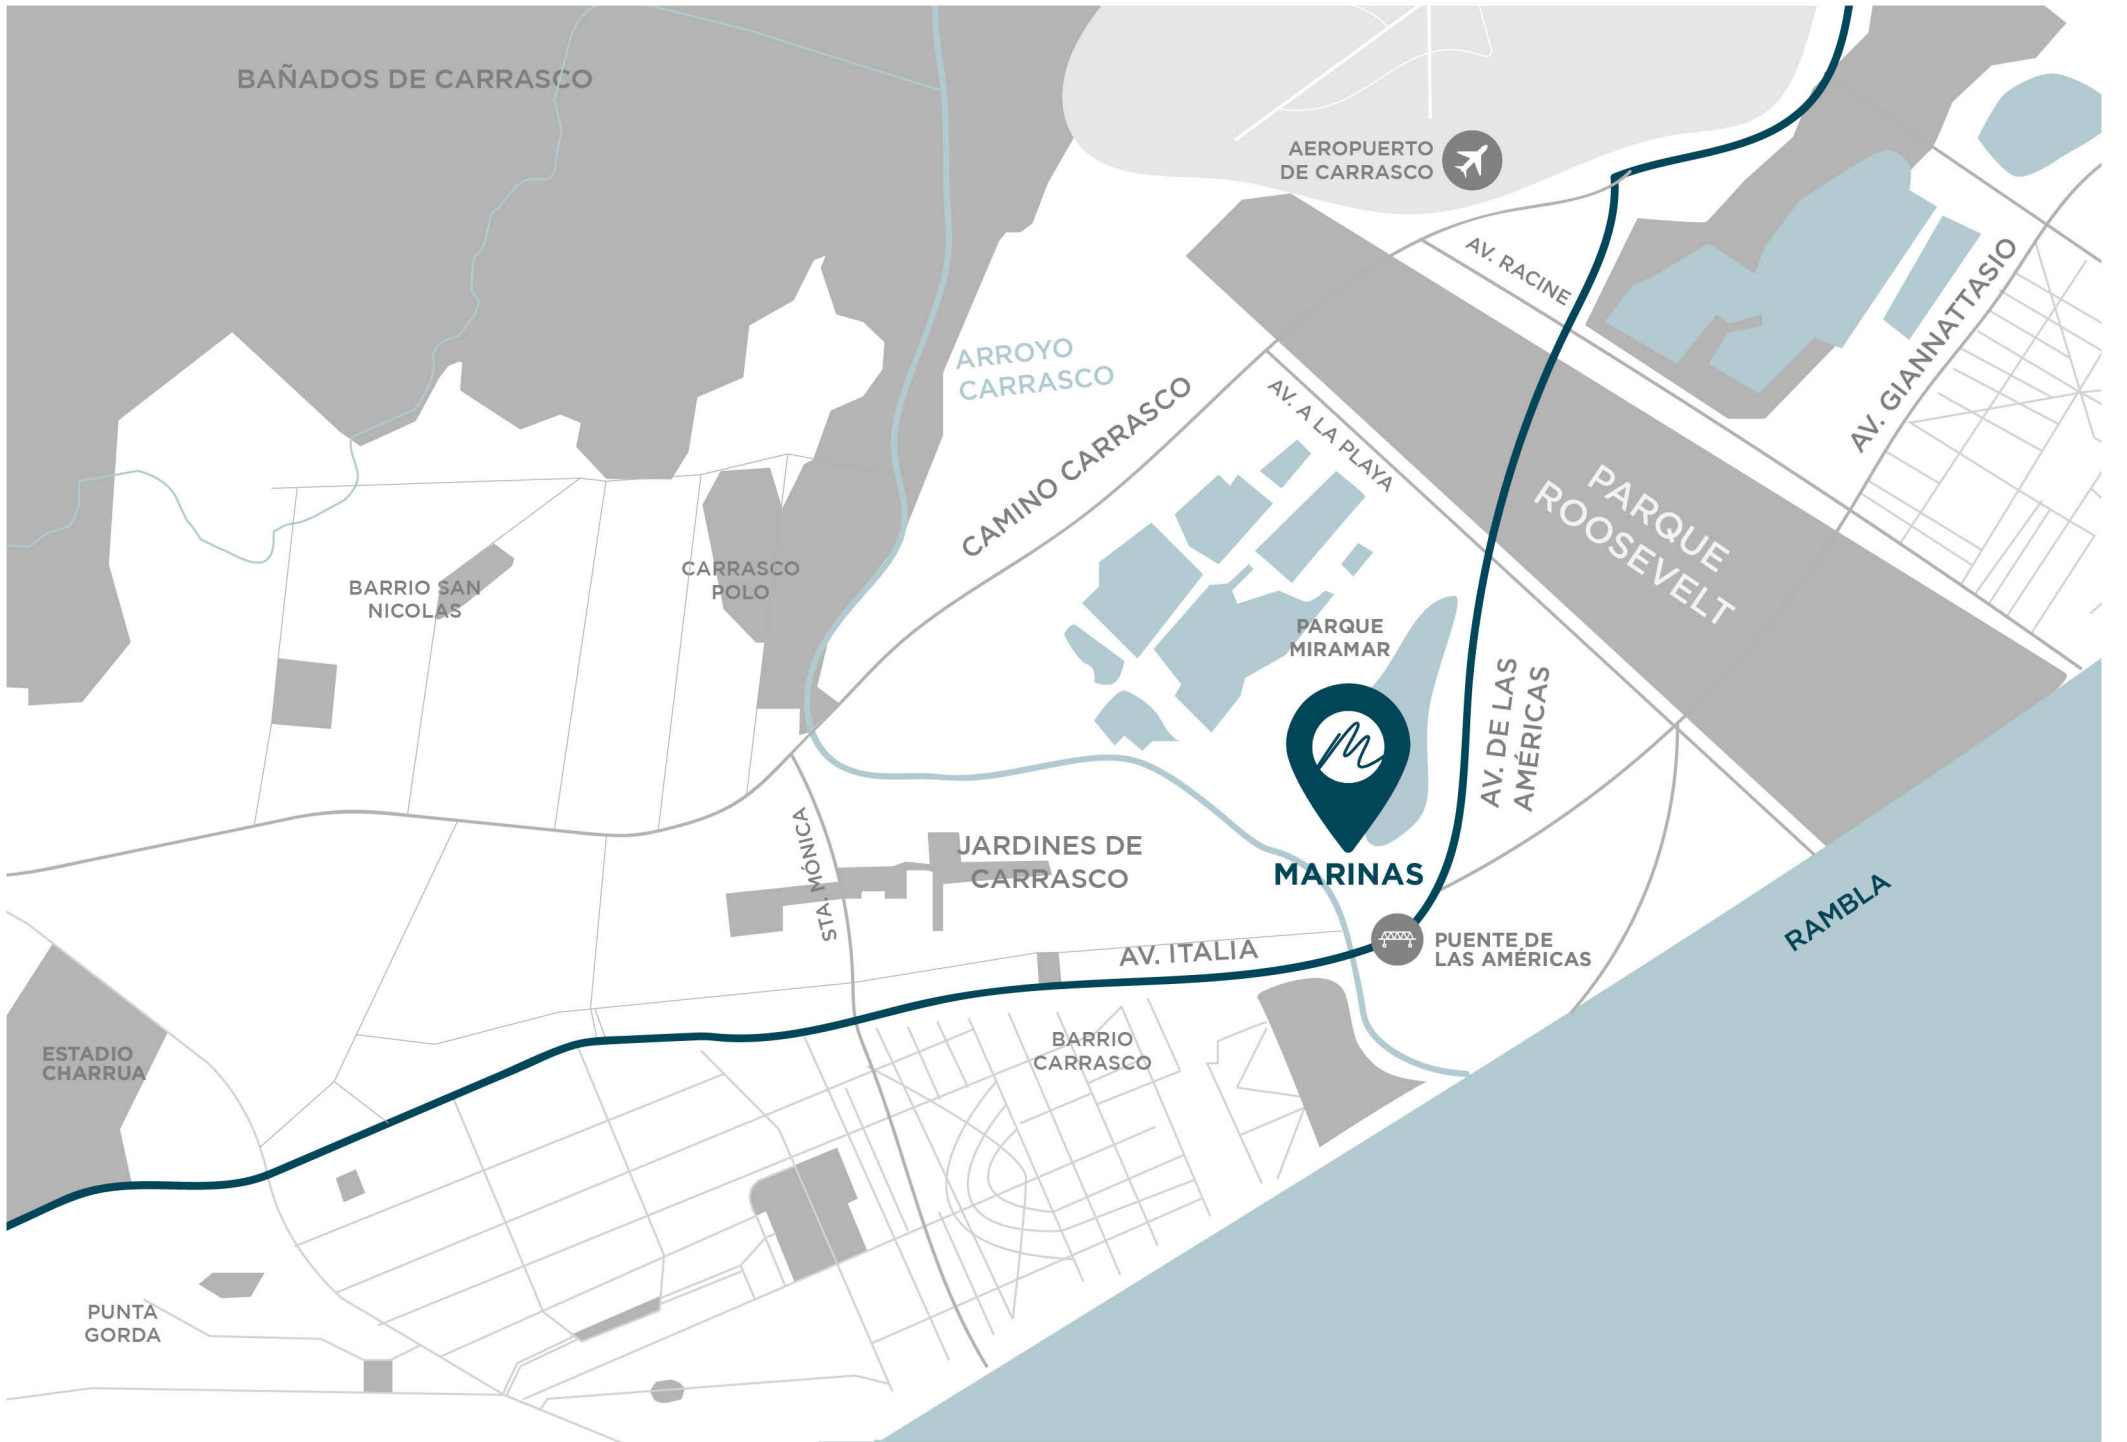 BAÑADOS DE CARRASCO
AEROPUERTO
DE CARRASCO
AV. RACINE
AV. GIANNATTASIO
ARROYO
CARRASCO
CAMINO CARRASCO
AV. A LA PLAYA
PARQUE
ROOSEVELT
BARRIO SAN
NICOLAS
CARRASCO
POLO
PARQUE
MIRAMAR
AV. DE LAS
AMÉRICAS
M
MARINAS
STA. MÓNICA
JARDINES DE
CARRASCO
RAMBLA
AV. ITALIA
PUENTE DE
LAS AMÉRICAS
ESTADIO
CHARRUA
BARRIO
CARRASCO
PUNTA
GORDA